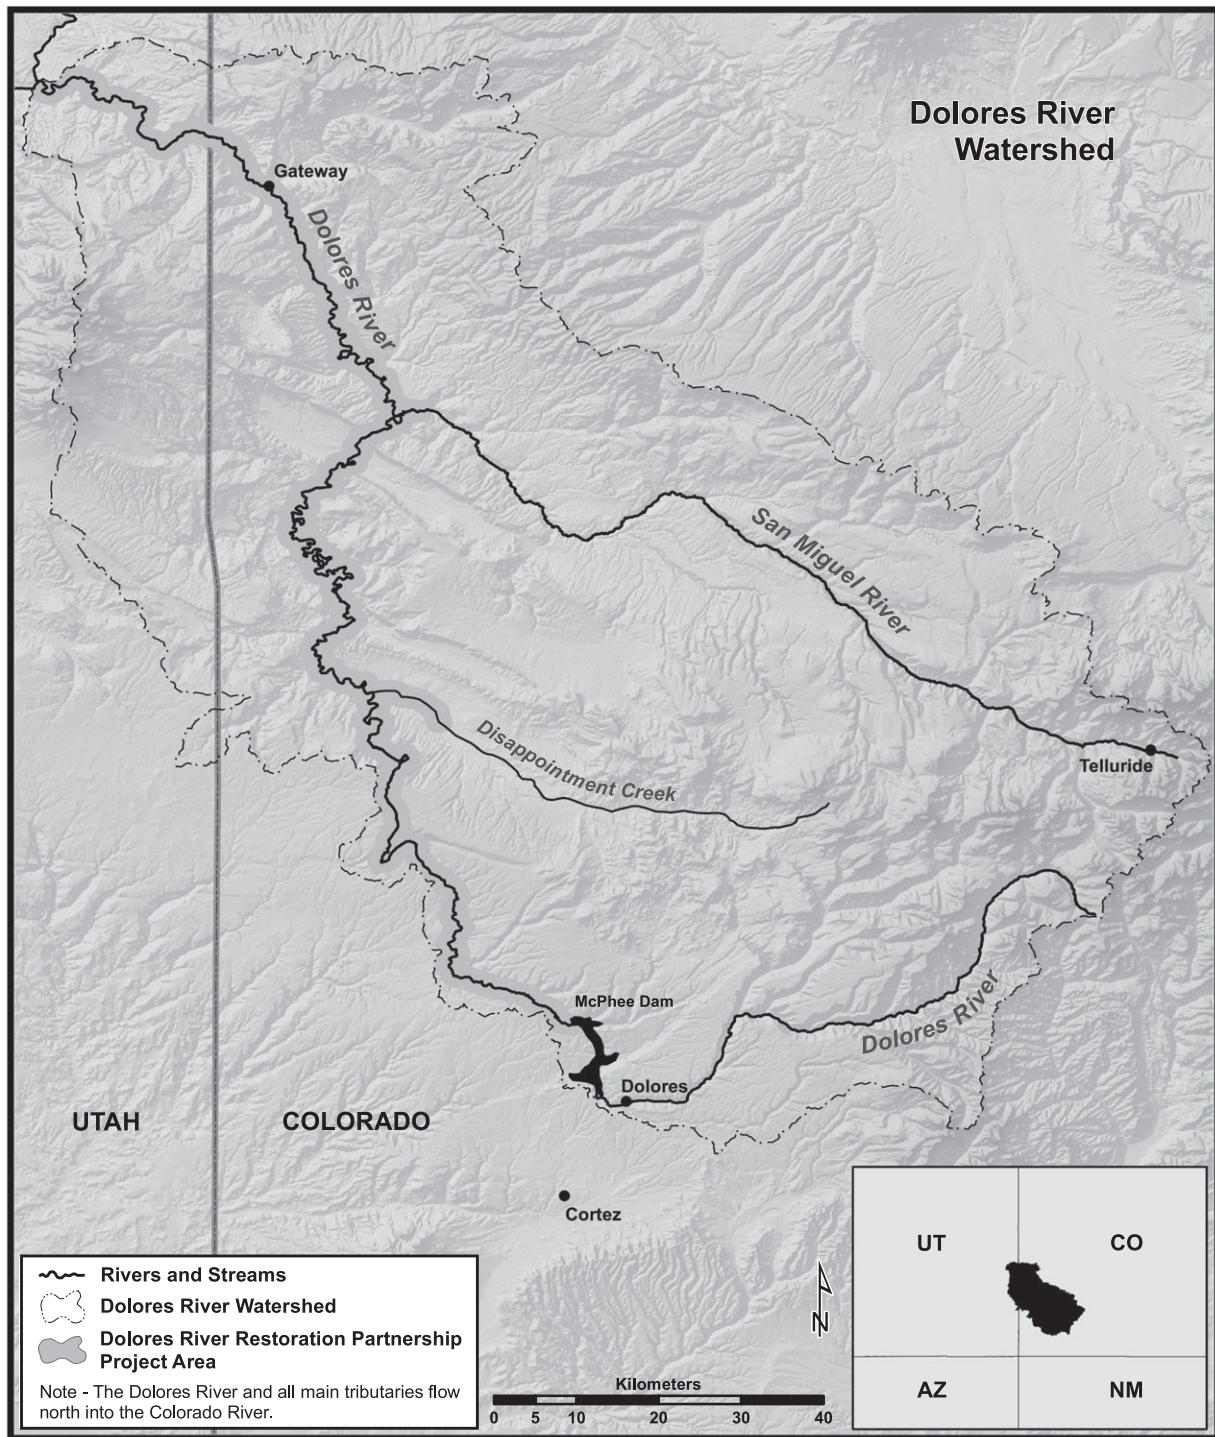 Dolores River
Watershed
Gateway
Dolores River
San Miguel River
Telluride
Disappointment Creek
McPhee Dam
Dolores River
Dolores
UTAH
COLORADO
Cortez
Rivers and Streams
Dolores River Watershed
Dolores River Restoration Partnership
Project Area
Note - The Dolores River and all main tributaries flow
north into the Colorado River.
N
Kilometers
0 5 10 20 30 40
UT
CO
AZ
NM